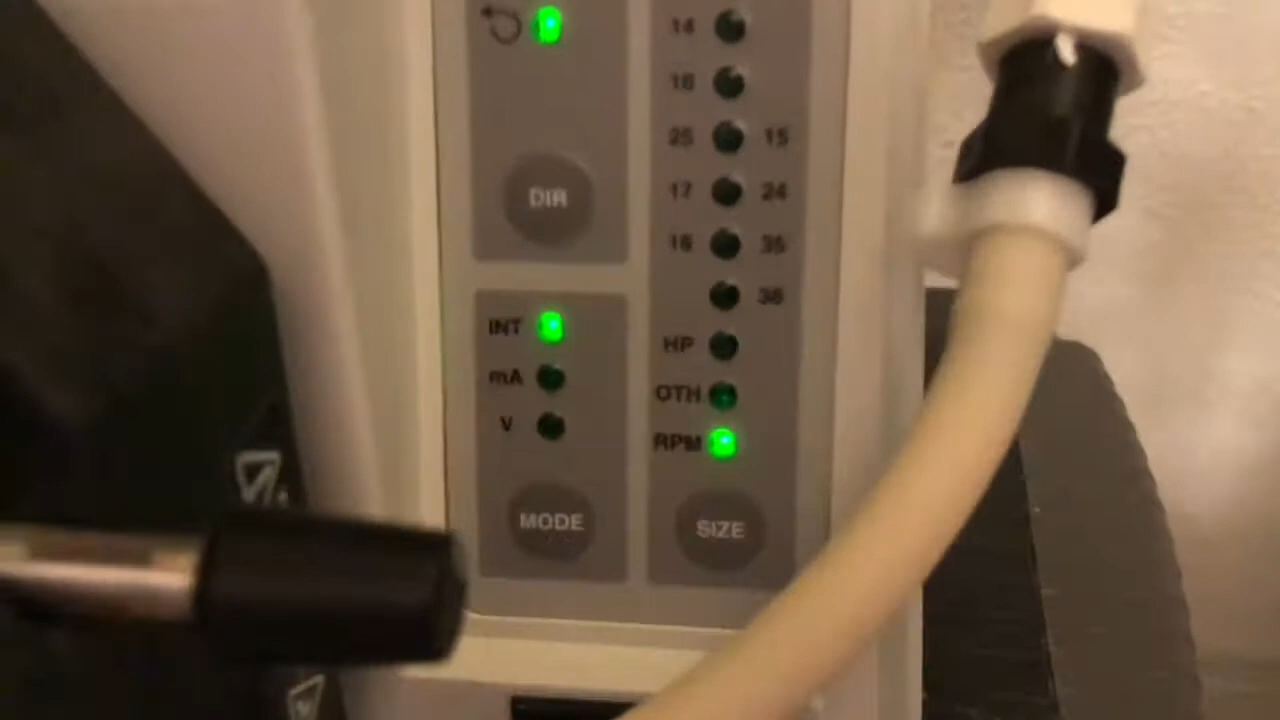 14
16
25 15
DIR
17 24
18 35
36
INT
HP
mA
OTH
V
RPM
MODE
SIZE